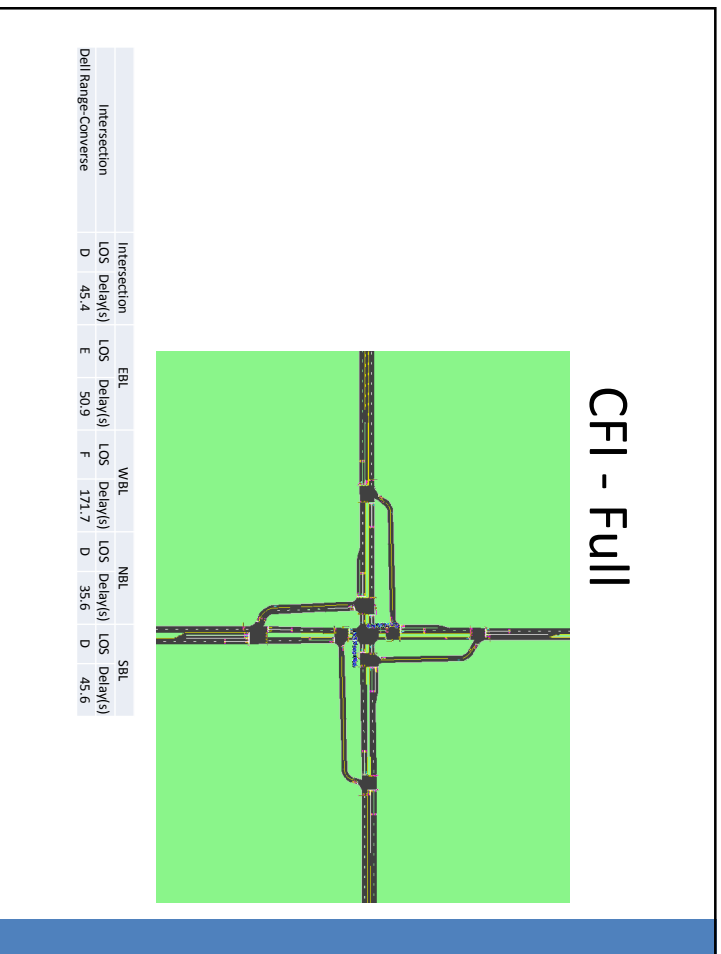 CFI - Full
Intersection EBL WBL NBL SBL
Intersection LOS Delay(s) LOS Delay(s) LOS Delay(s) LOS Delay(s) LOS Delay(s)
Dell Range-Converse D 45.4 E 50.9 F 171.7 D 35.6 D 45.6